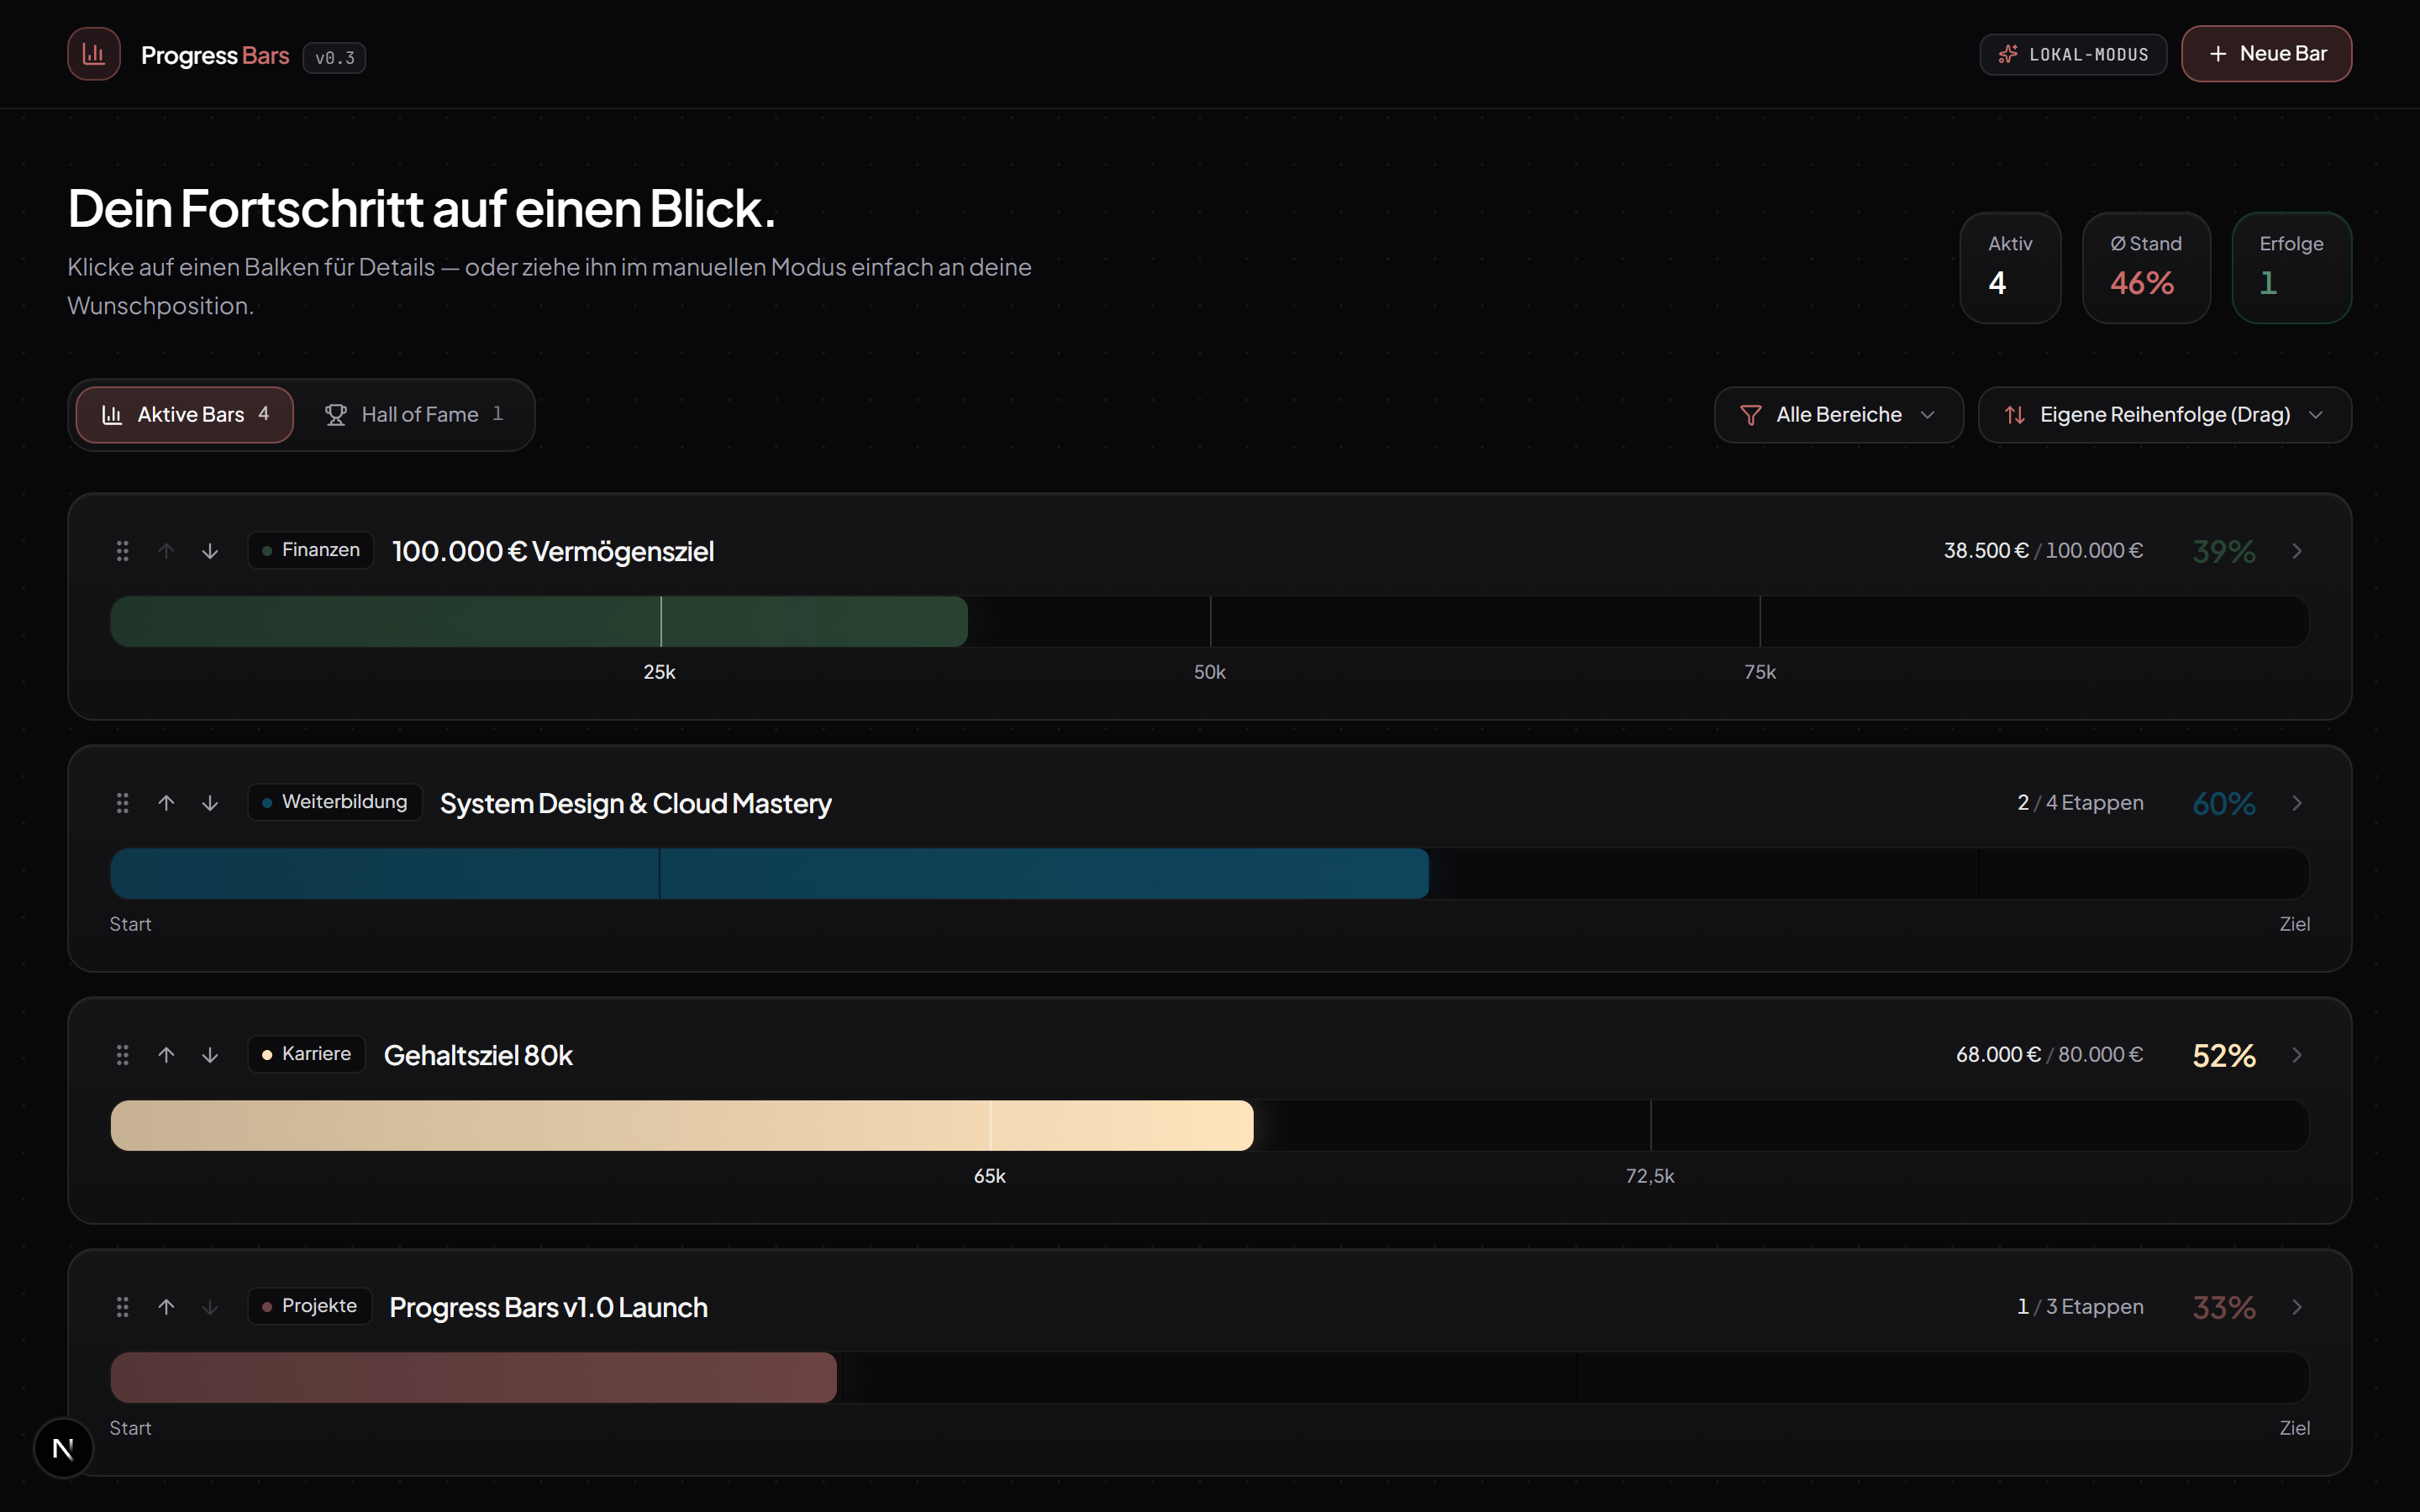 Progress Bars v0.3
LOKAL-MODUS
+ Neue Bar
Dein Fortschritt auf einen Blick.
Klicke auf einen Balken für Details — oder ziehe ihn im manuellen Modus einfach an deine
Wunschposition.
Aktiv
4
Ø Stand
46%
Erfolge
1
Aktive Bars 4
Hall of Fame 1
Alle Bereiche
Eigene Reihenfolge (Drag)
Finanzen 100.000 € Vermögensziel 38.500 € / 100.000 € 39%
25k 50k 75k
Weiterbildung System Design & Cloud Mastery 2 / 4 Etappen 60%
Start Ziel
Karriere Gehaltsziel 80k 68.000 € / 80.000 € 52%
65k 72,5k
Projekte Progress Bars v1.0 Launch 1 / 3 Etappen 33%
Start Ziel
N